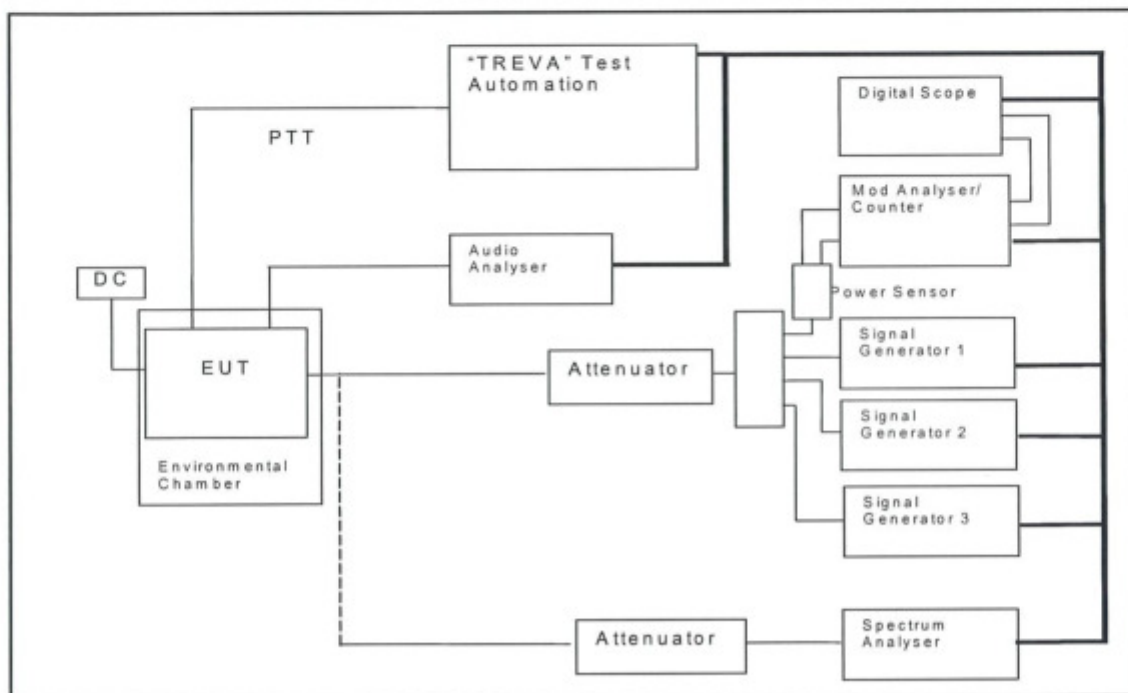 "TREVA" Test
Automation
Digital Scope
PTT
Mod Analyser/
Counter
Audio
Analyser
DC
Power Sensor
EUT
Attenuator
Signal
Generator 1
Signal
Generator 2
Environmental
Chamber
Signal
Generator 3
Attenuator
Spectrum
Analyser